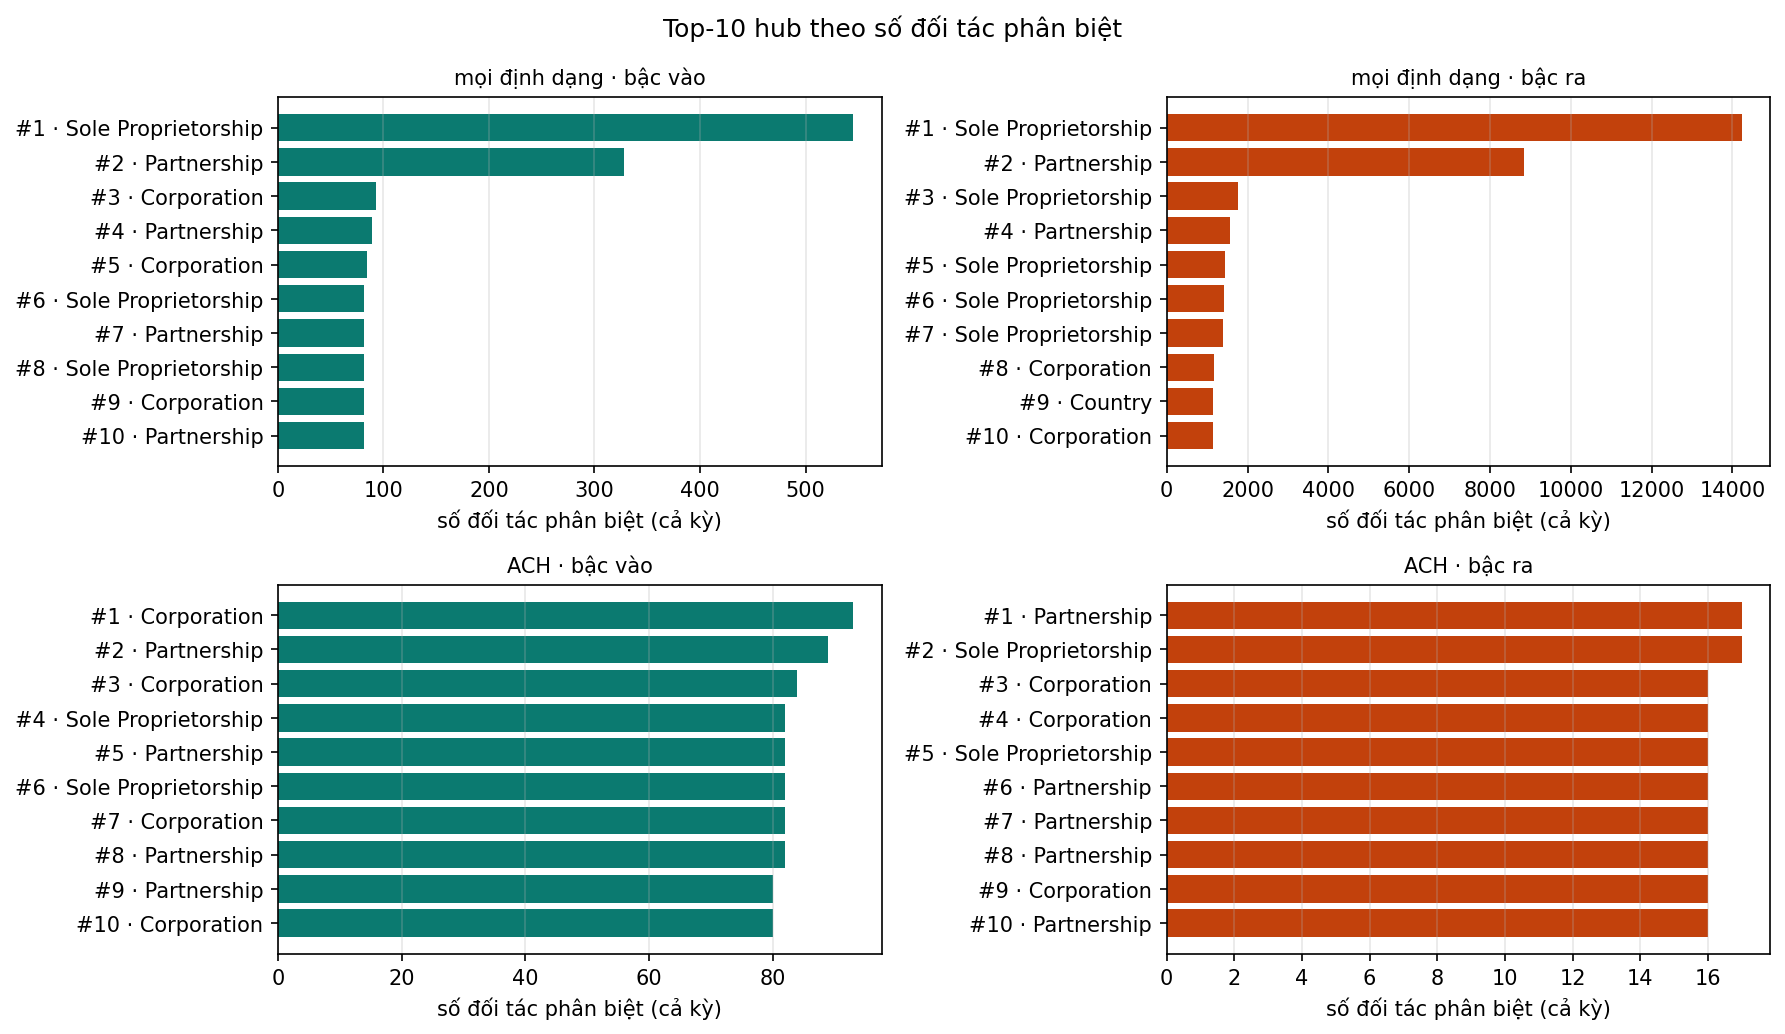 Top-10 hub theo số đối tác phân biệt
mọi định dạng · bậc vào
#1 · Sole Proprietorship
#2 · Partnership
#3 · Corporation
#4 · Partnership
#5 · Corporation
#6 · Sole Proprietorship
#7 · Partnership
#8 · Sole Proprietorship
#9 · Corporation
#10 · Partnership
0 100 200 300 400 500
số đối tác phân biệt (cả kỳ)
mọi định dạng · bậc ra
#1 · Sole Proprietorship
#2 · Partnership
#3 · Sole Proprietorship
#4 · Partnership
#5 · Sole Proprietorship
#6 · Sole Proprietorship
#7 · Sole Proprietorship
#8 · Corporation
#9 · Country
#10 · Corporation
0 2000 4000 6000 8000 10000 12000 14000
số đối tác phân biệt (cả kỳ)
ACH · bậc vào
#1 · Corporation
#2 · Partnership
#3 · Corporation
#4 · Sole Proprietorship
#5 · Partnership
#6 · Sole Proprietorship
#7 · Corporation
#8 · Partnership
#9 · Partnership
#10 · Corporation
0 20 40 60 80
số đối tác phân biệt (cả kỳ)
ACH · bậc ra
#1 · Partnership
#2 · Sole Proprietorship
#3 · Corporation
#4 · Corporation
#5 · Sole Proprietorship
#6 · Partnership
#7 · Partnership
#8 · Partnership
#9 · Corporation
#10 · Partnership
0 2 4 6 8 10 12 14 16
số đối tác phân biệt (cả kỳ)